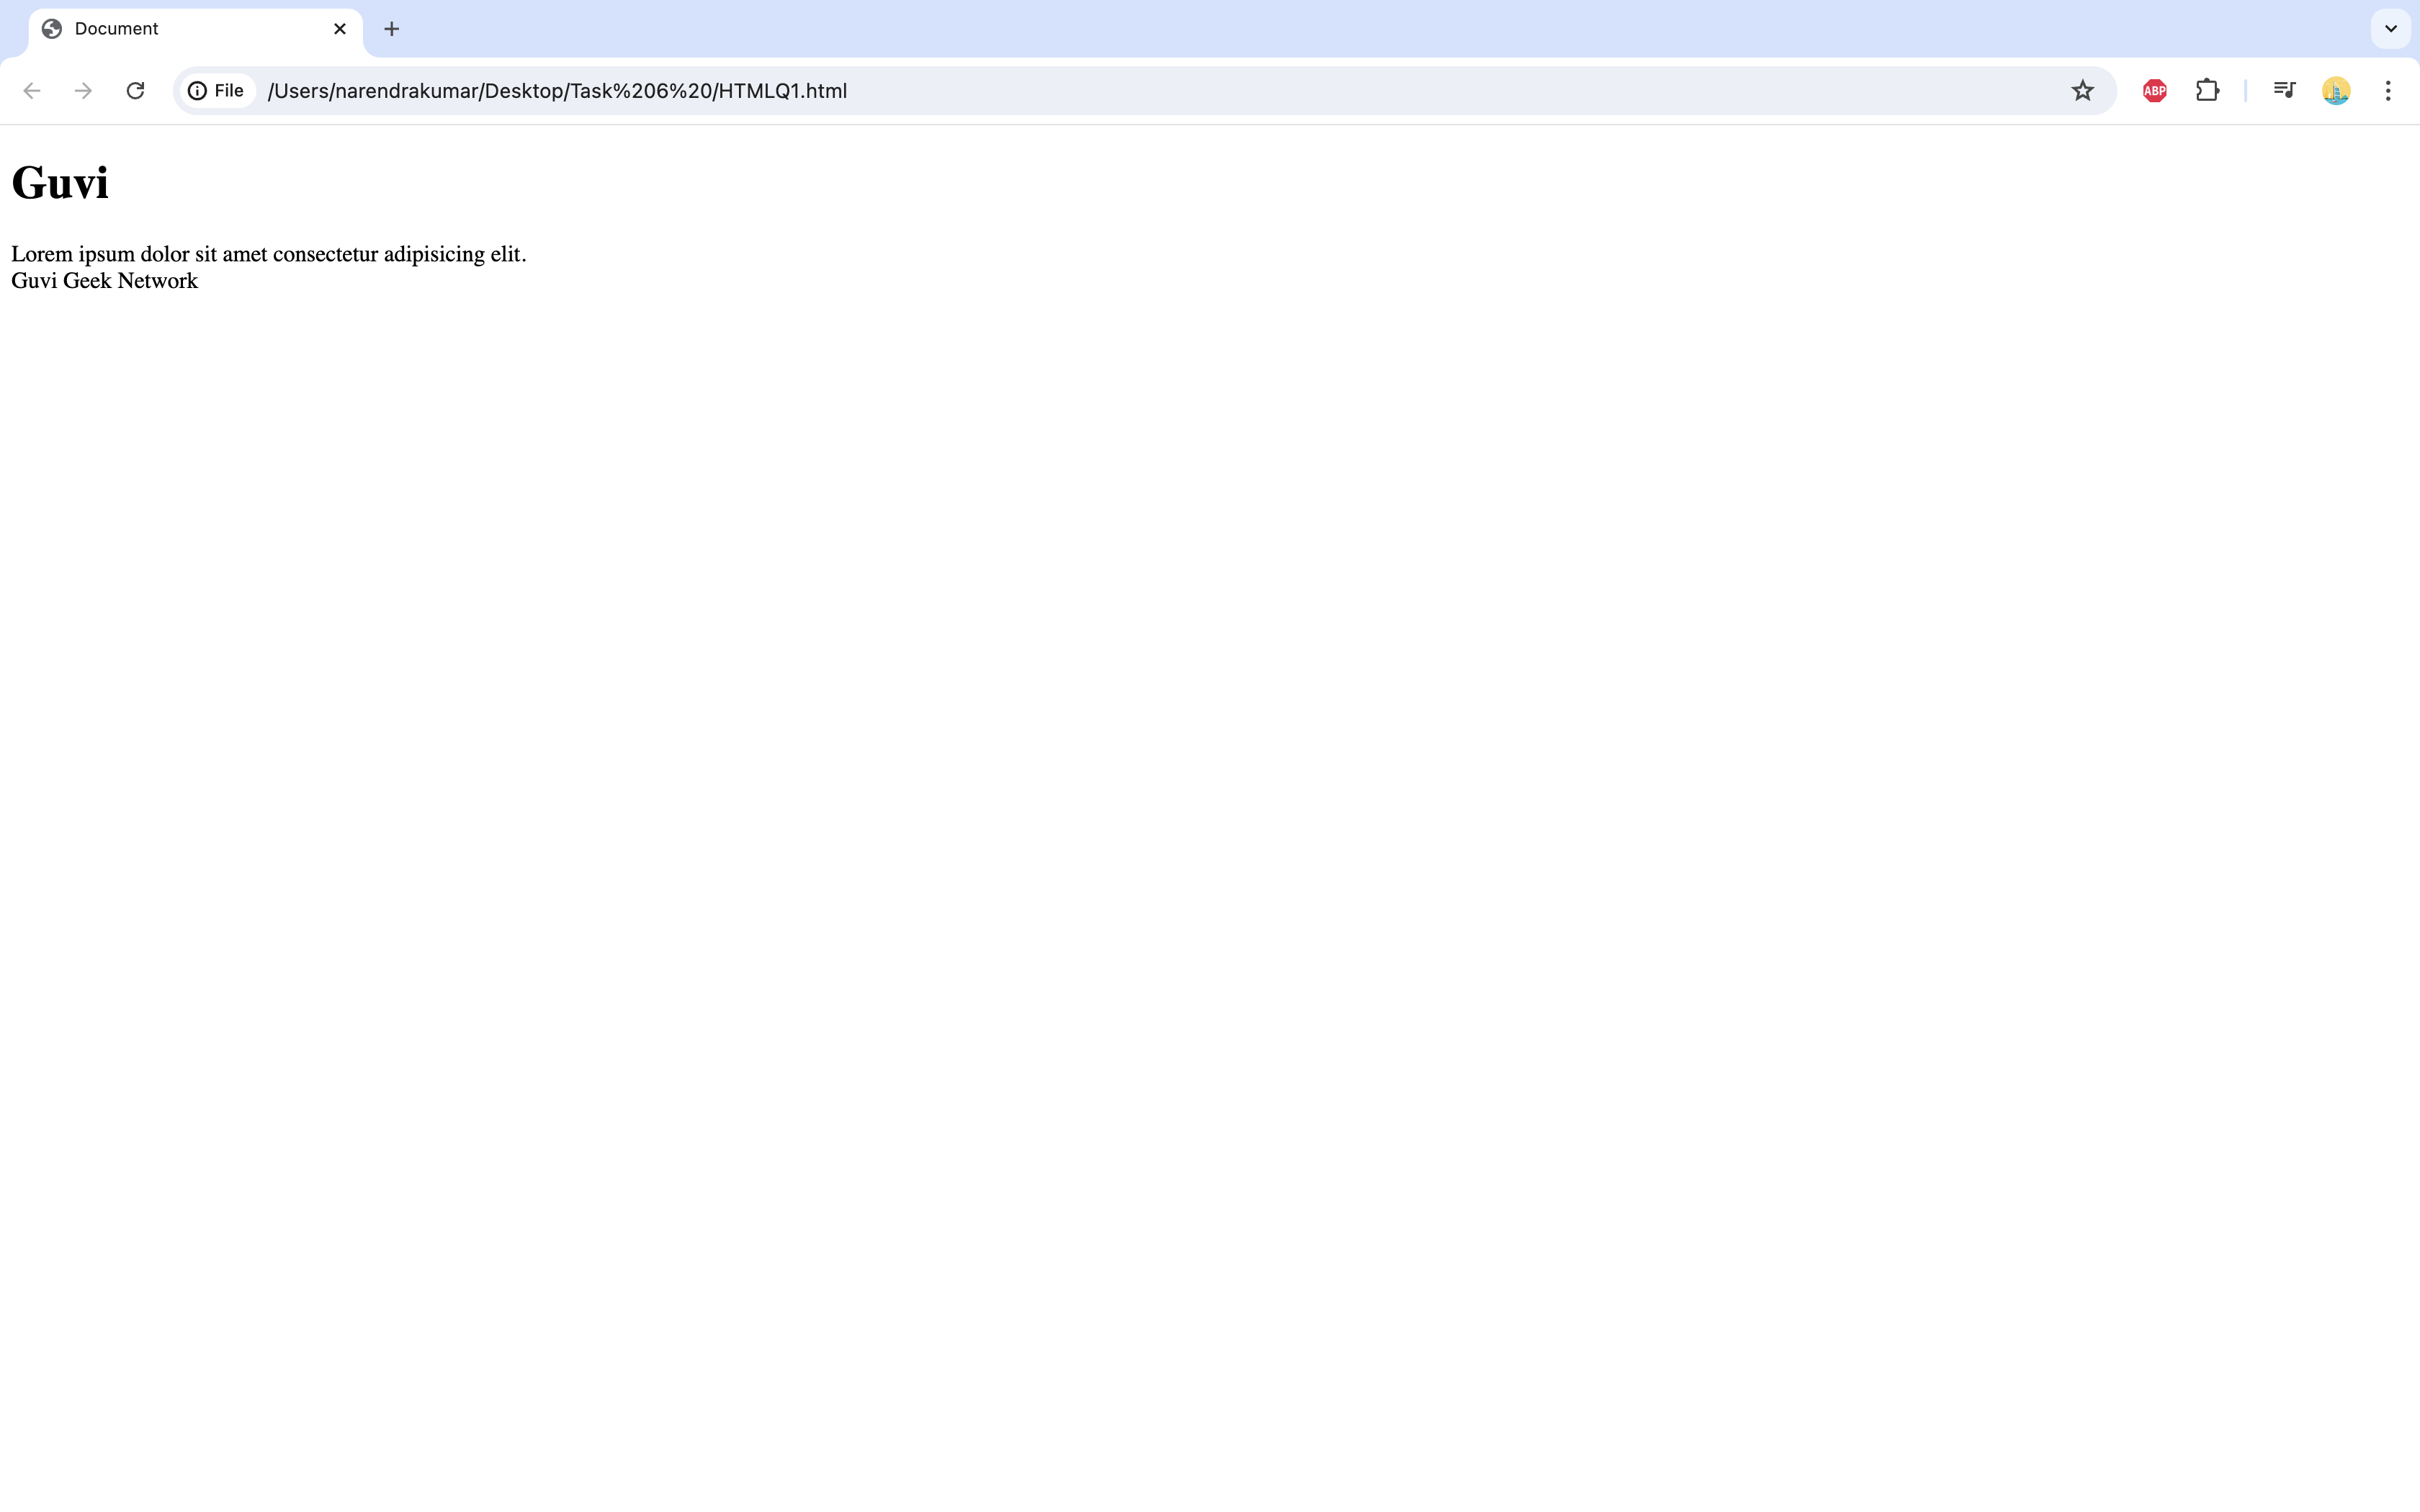 Document
File /Users/narendrakumar/Desktop/Task%206%20/HTMLQ1.html
ABP
Guvi
Lorem ipsum dolor sit amet consectetur adipisicing elit.
Guvi Geek Network